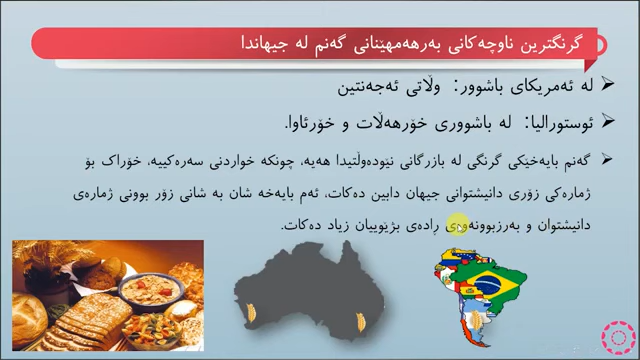 گرنگترین ناوچەکانی بەرهەمهێنانی گەنم لە جیهاندا
لە ئەمریکای باشوور: وڵاتی ئەجەنتین
ئوستورالیا: لە باشووری خۆرهەڵات و خۆرئاوا.
گەنم بایەخێکی گرنگی لە بازرگانی نێودەوڵەتیدا هەیە، چونکە خواردنی سەرەکییە، خۆراک بۆ
ژمارەکی زۆری دانیشتوانی جیهان دابین دەکات، ئەم بایەخە شان بە شانی زۆر بوونی ژمارەی
دانیشتوان و بەرزبوونەوەی ڕادەی بژێوییان زیاد دەکات.